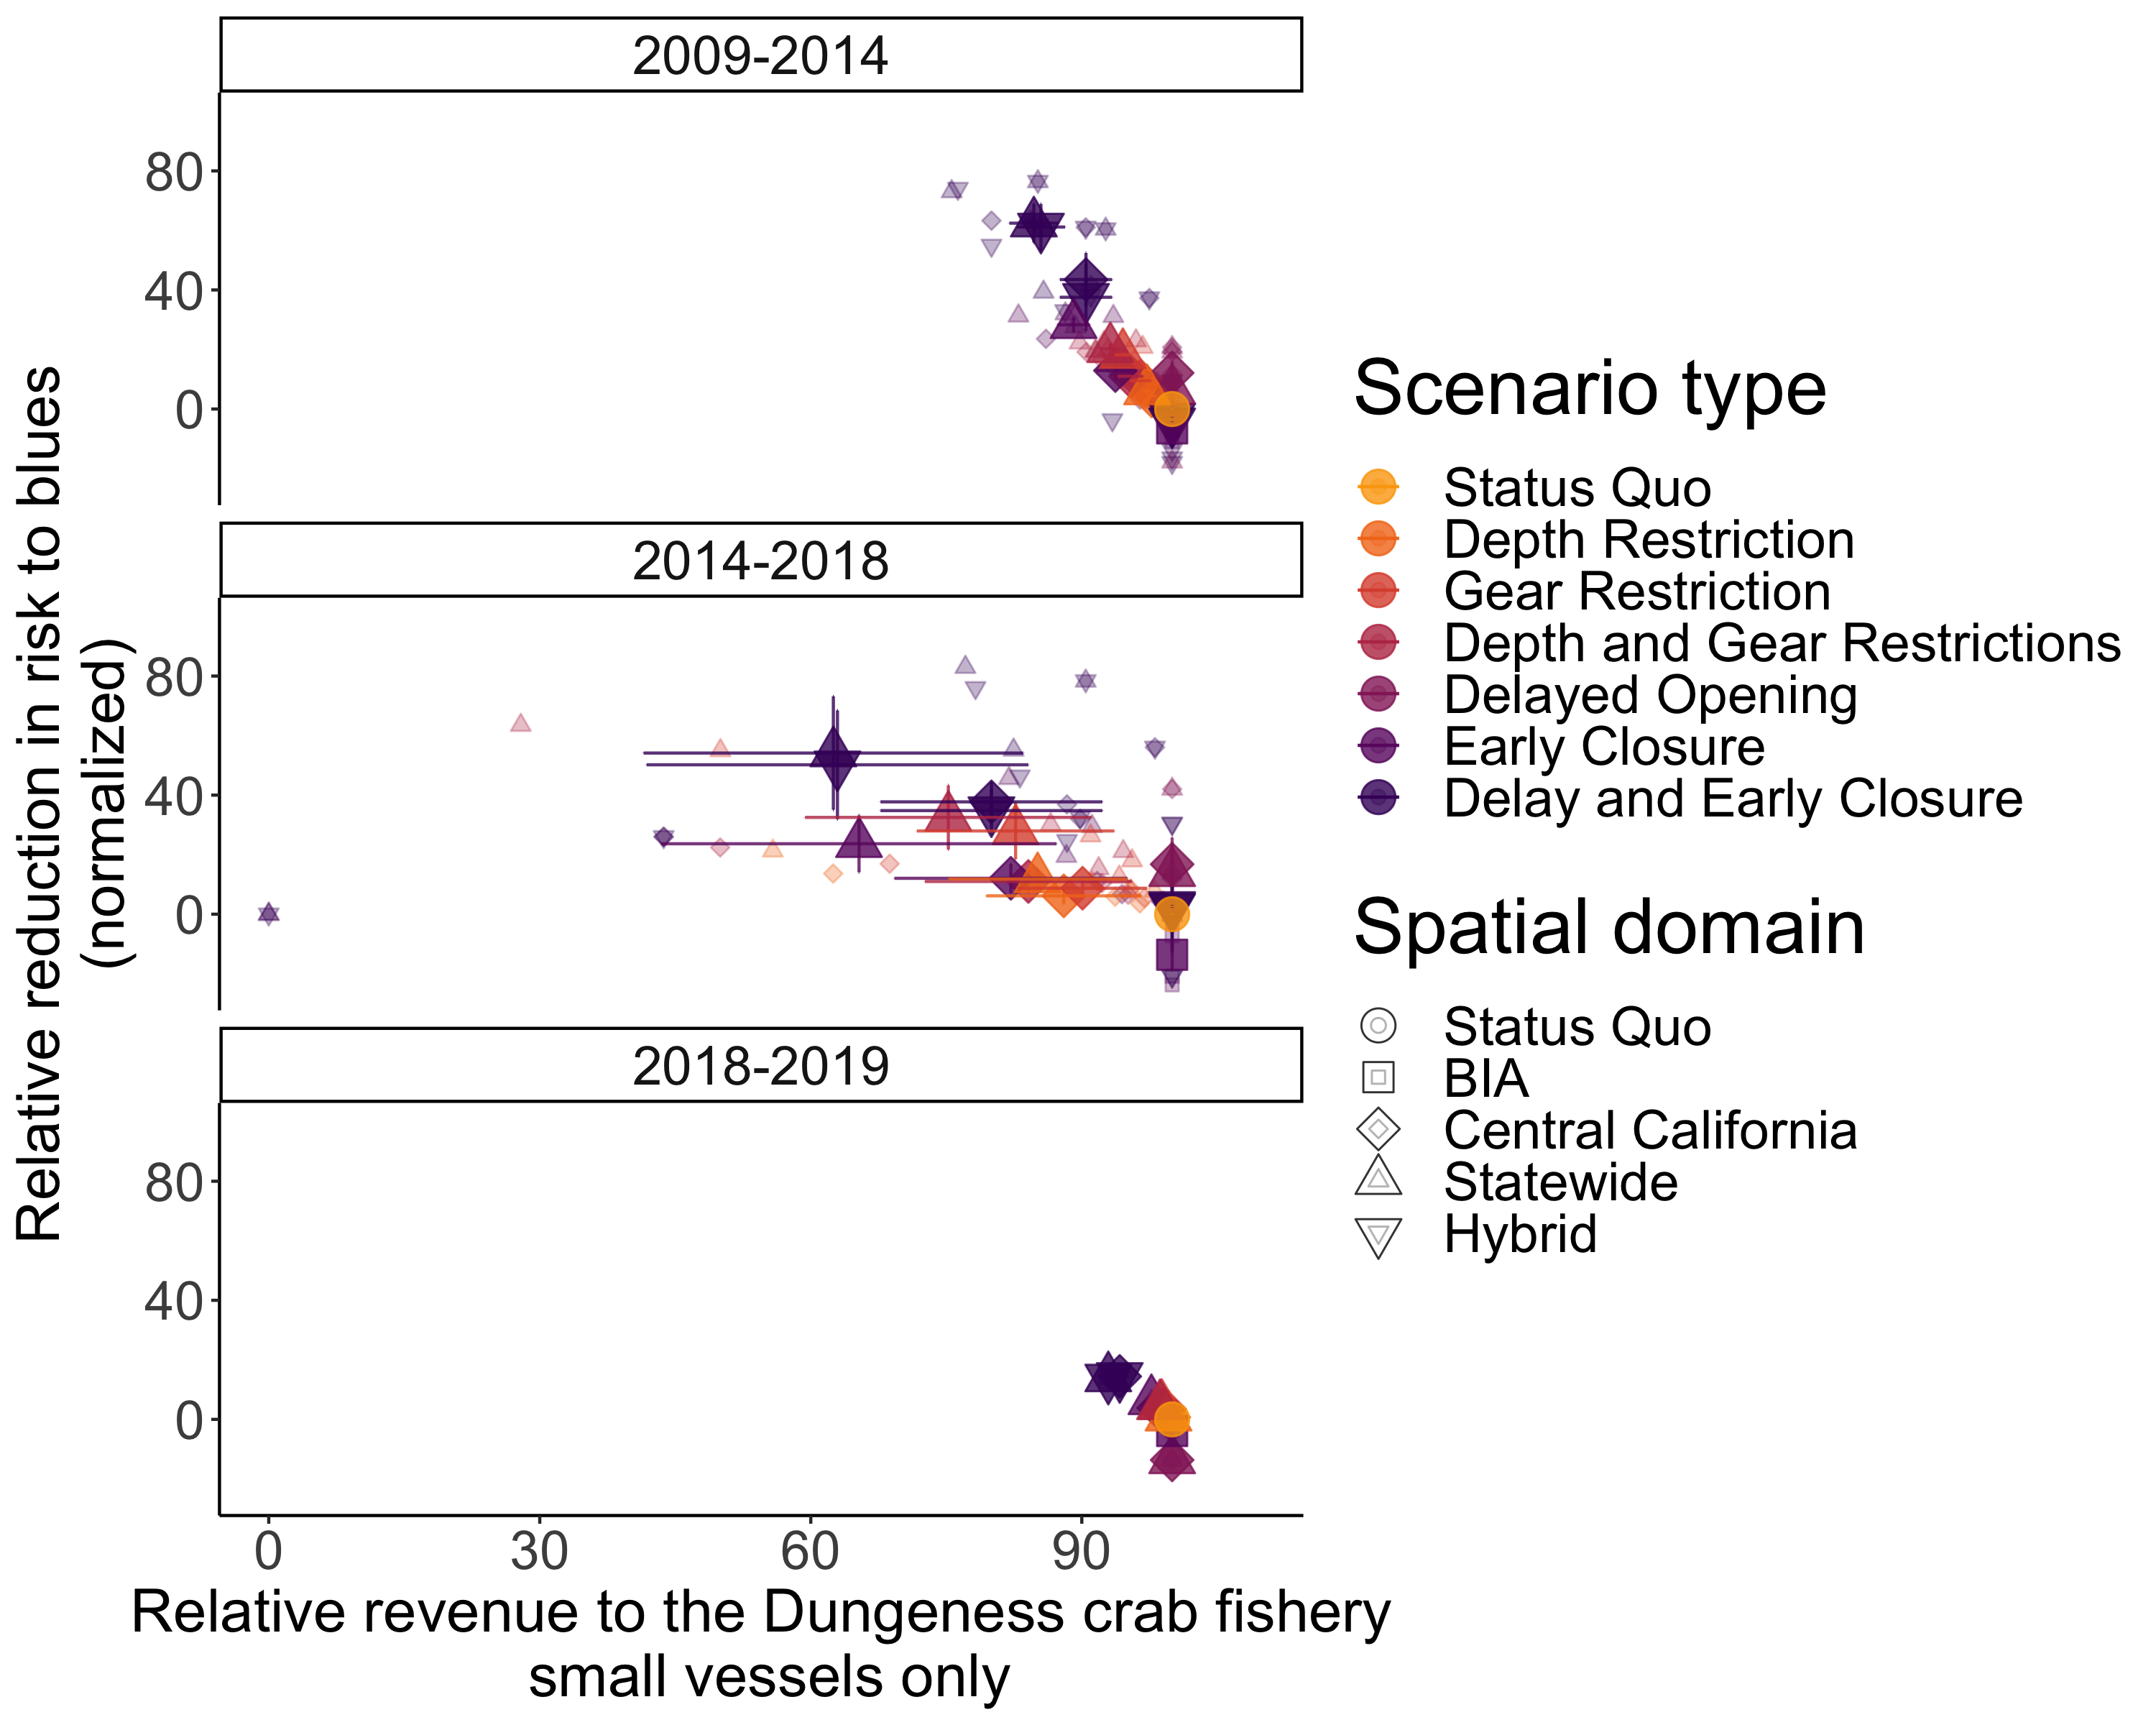 2009-2014
80
40
0
2014-2018
80
40
0
2018-2019
80
40
0
0 30 60 90
Relative revenue to the Dungeness crab fishery
small vessels only
Relative reduction in risk to blues
(normalized)
Scenario type
Status Quo
Depth Restriction
Gear Restriction
Depth and Gear Restrictions
Delayed Opening
Early Closure
Delay and Early Closure
Spatial domain
Status Quo
BIA
Central California
Statewide
Hybrid